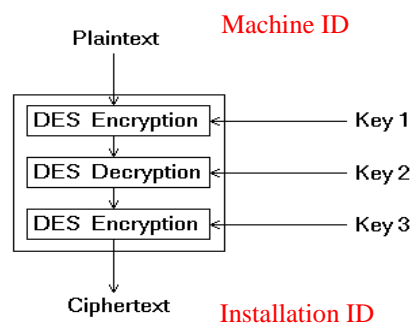 Machine ID
Plaintext
DES Encryption
Key 1
DES Decryption
Key 2
DES Encryption
Key 3
Ciphertext
Installation ID